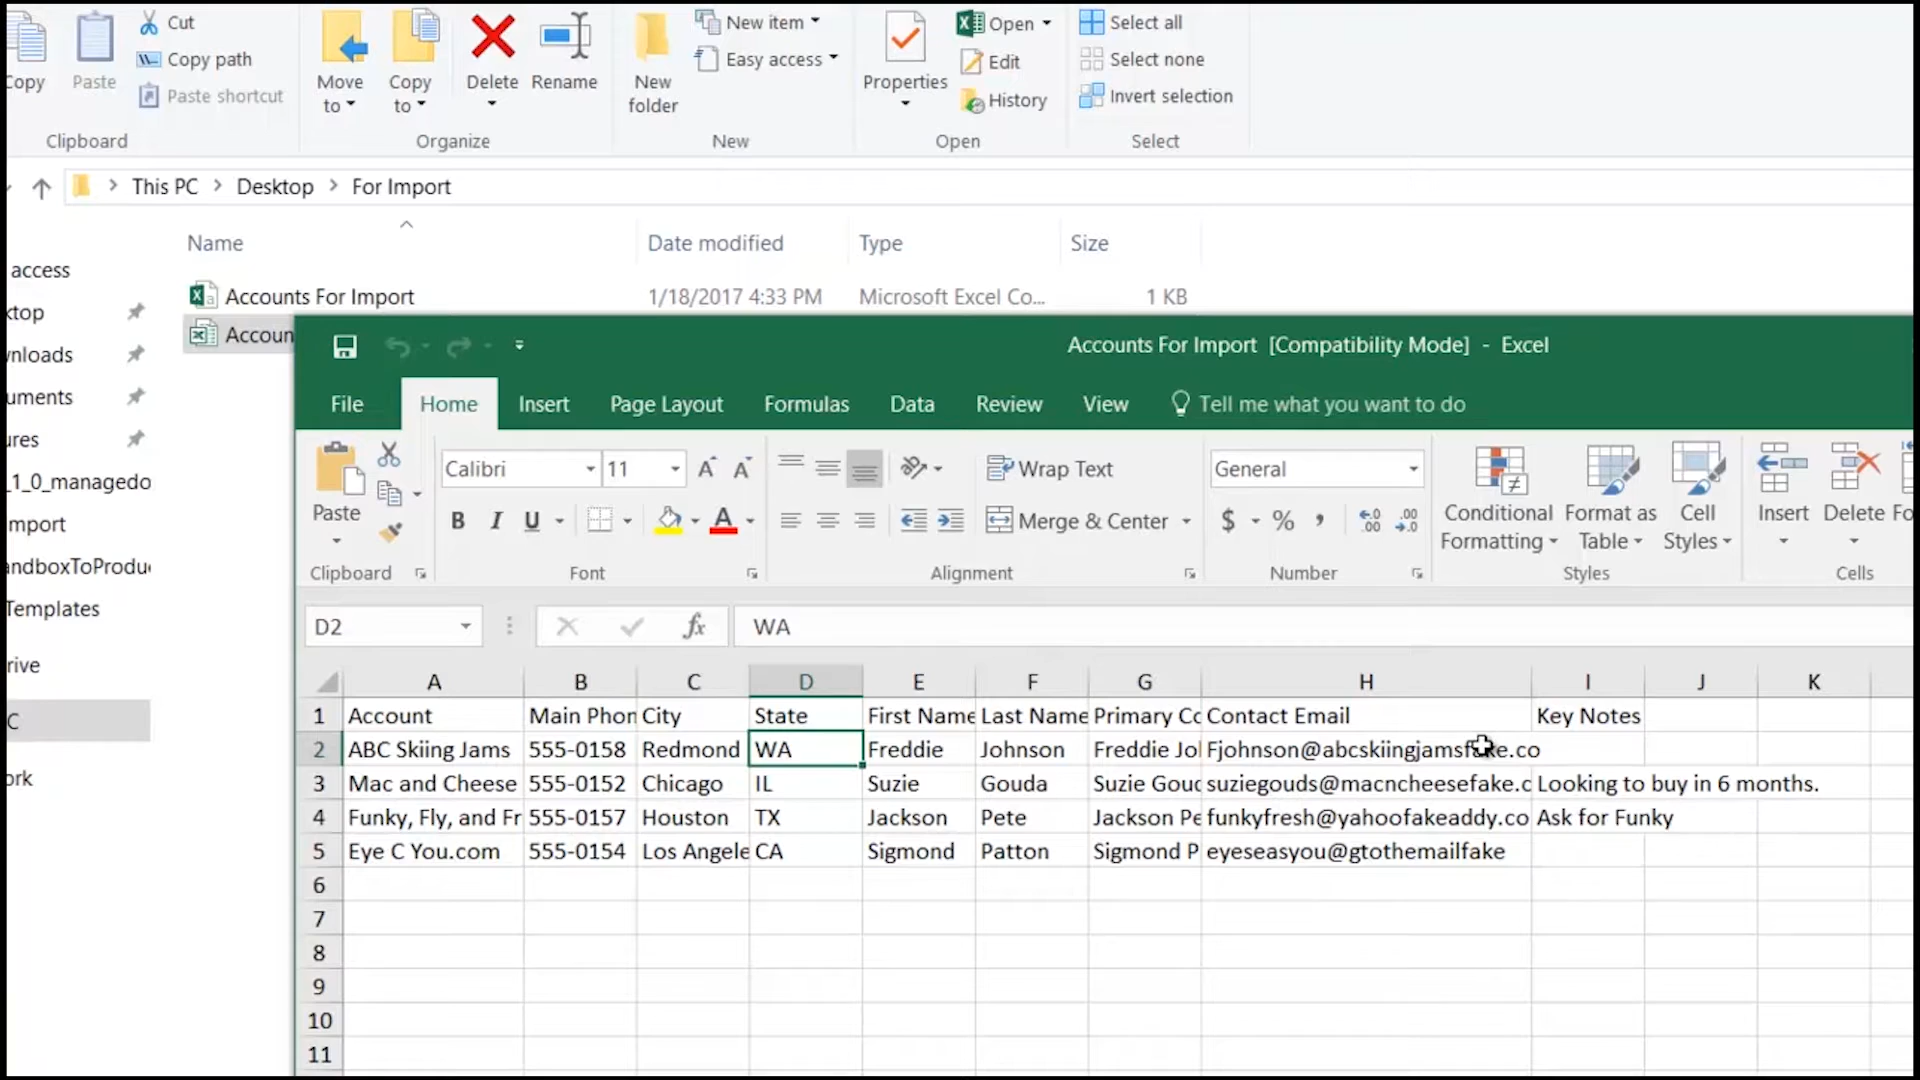 Copy
Paste
Cut
Copy path
Paste shortcut
Clipboard
Move to
Copy to
Delete
Rename
Organize
New folder
New item
Easy access
New
Properties
Open
Edit
History
Open
Select all
Select none
Invert selection
Select
This PC > Desktop > For Import
Name Date modified Type Size
access
ktop
wnloads
uments
ures
_1_0_managedo
mport
andboxToProdu
Templates
rive
C
ork
Accounts For Import 1/18/2017 4:33 PM Microsoft Excel Co... 1 KB
Accoun
Accounts For Import [Compatibility Mode] - Excel
File Home Insert Page Layout Formulas Data Review View Tell me what you want to do
Paste
Clipboard
Calibri 11
B I U
Font
Wrap Text
Merge & Center
Alignment
General
$ % ,
Number
Conditional Formatting
Format as Table
Cell Styles
Styles
Insert
Delete
Fo
Cells
D2 fx WA
A B C D E F G H I J K
1 Account Main Phon City State First Name Last Name Primary Co Contact Email Key Notes
2 ABC Skiing Jams 555-0158 Redmond WA Freddie Johnson Freddie Jo Fjohnson@abcskiingjamsfake.co
3 Mac and Cheese 555-0152 Chicago IL Suzie Gouda Suzie Gouc suziegouds@macncheesefake.c Looking to buy in 6 months.
4 Funky, Fly, and Fr 555-0157 Houston TX Jackson Pete Jackson Pe funkyfresh@yahoofakeaddy.co Ask for Funky
5 Eye C You.com 555-0154 Los Angele CA Sigmond Patton Sigmond P eyeseasyou@gtothemailfake
6
7
8
9
10
11